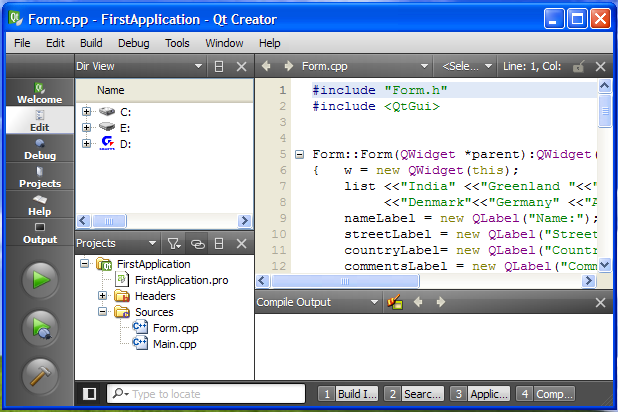 Form.cpp - FirstApplication - Qt Creator
File Edit Build Debug Tools Window Help
Dir View
Form.cpp
<Sele...
Line: 1, Col:
Welcome
Edit
Debug
Projects
Help
Output
Name
C:
E:
D:
1 #include "Form.h"
2 #include <QtGui>
3
4
5 Form::Form(QWidget *parent):QWidget(
6 { w = new QWidget(this);
7 list <<"India" <<"Greenland "<<"
8 <<"Denmark"<<"Germany" <<"A
9 nameLabel = new QLabel("Name:");
10 streetLabel = new QLabel("Street
11 countryLabel= new QLabel("Countr
12 commentsLabel = new QLabel("Comm
Projects
FirstApplication
FirstApplication.pro
Headers
Sources
Form.cpp
Main.cpp
Compile Output
Type to locate
1 Build I...
2 Searc...
3 Applic...
4 Comp...